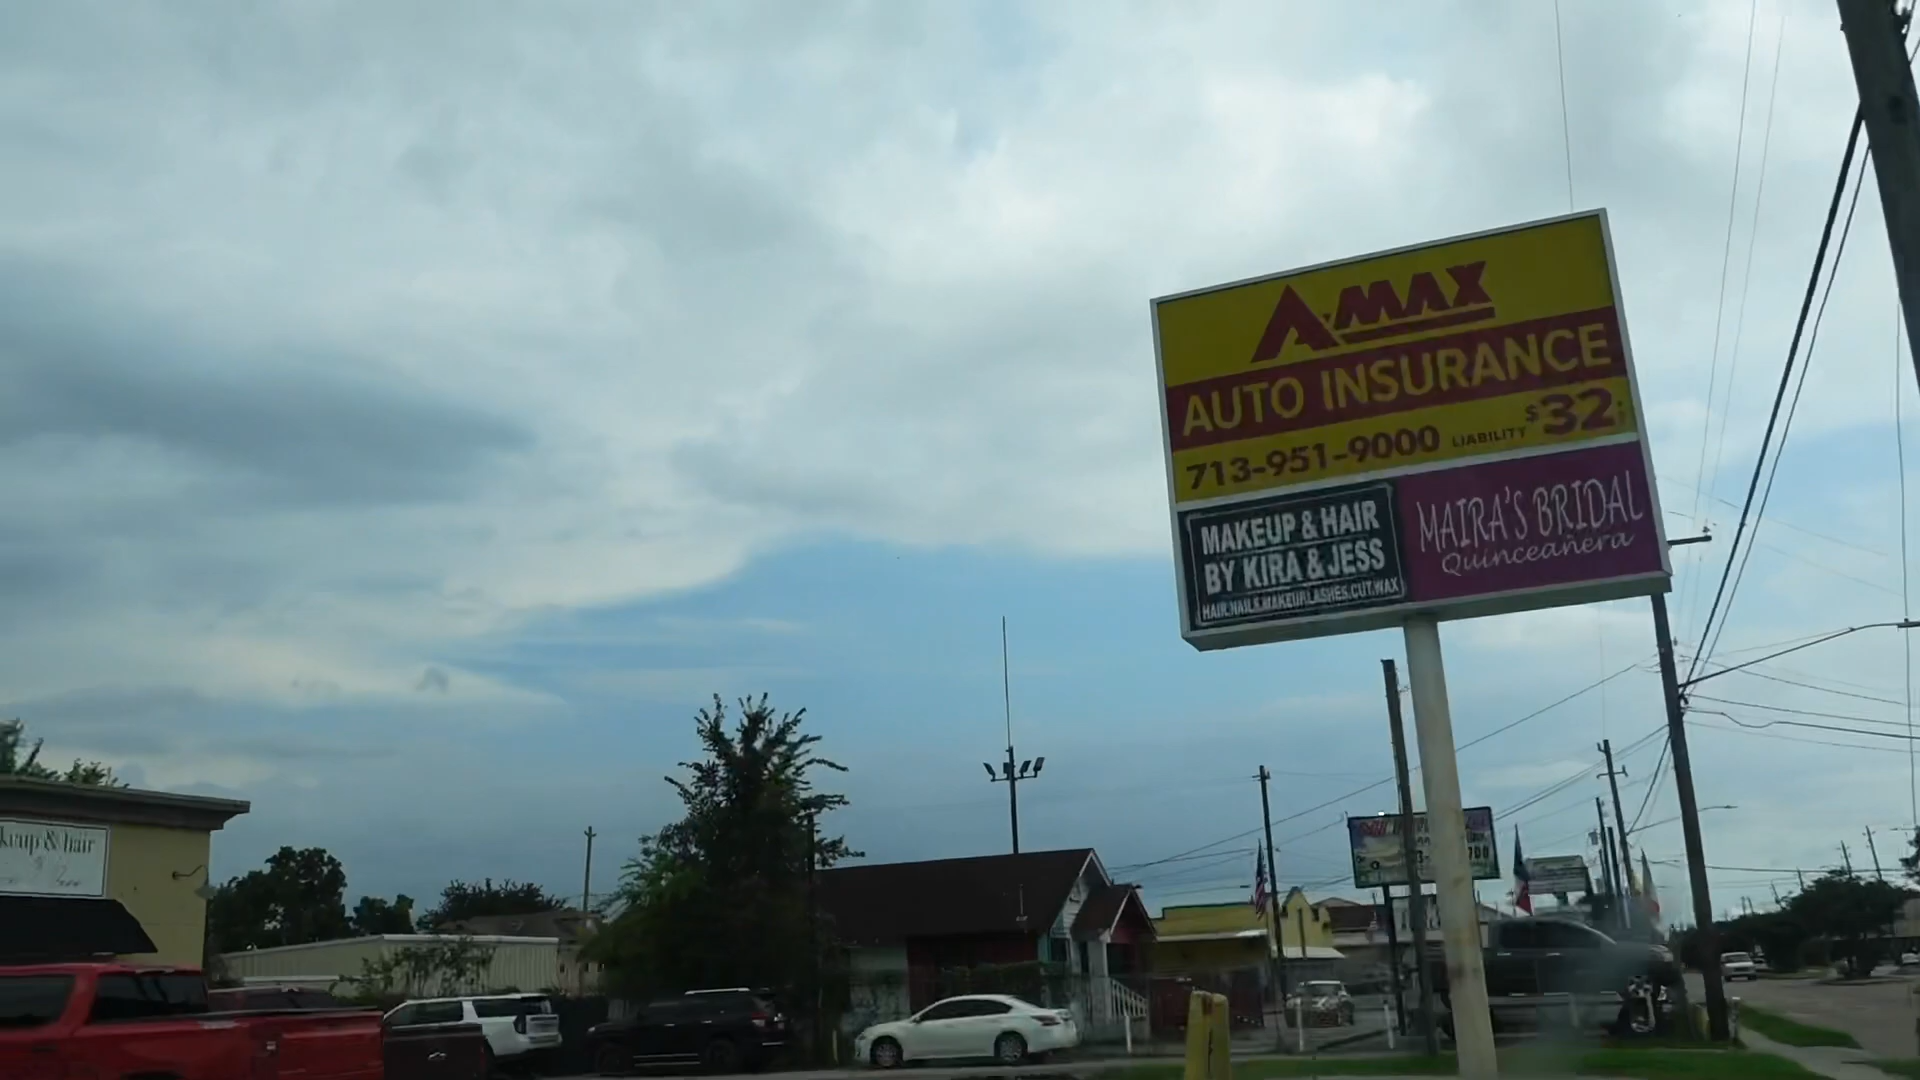 A-MAX
AUTO INSURANCE
713-951-9000 LIABILITY $32
MAKEUP & HAIR
BY KIRA & JESS
HAIR.NAILS.MAKEUP.LASHES.CUT.WAX
MAIRA'S BRIDAL
Quinceañera
keup & hair